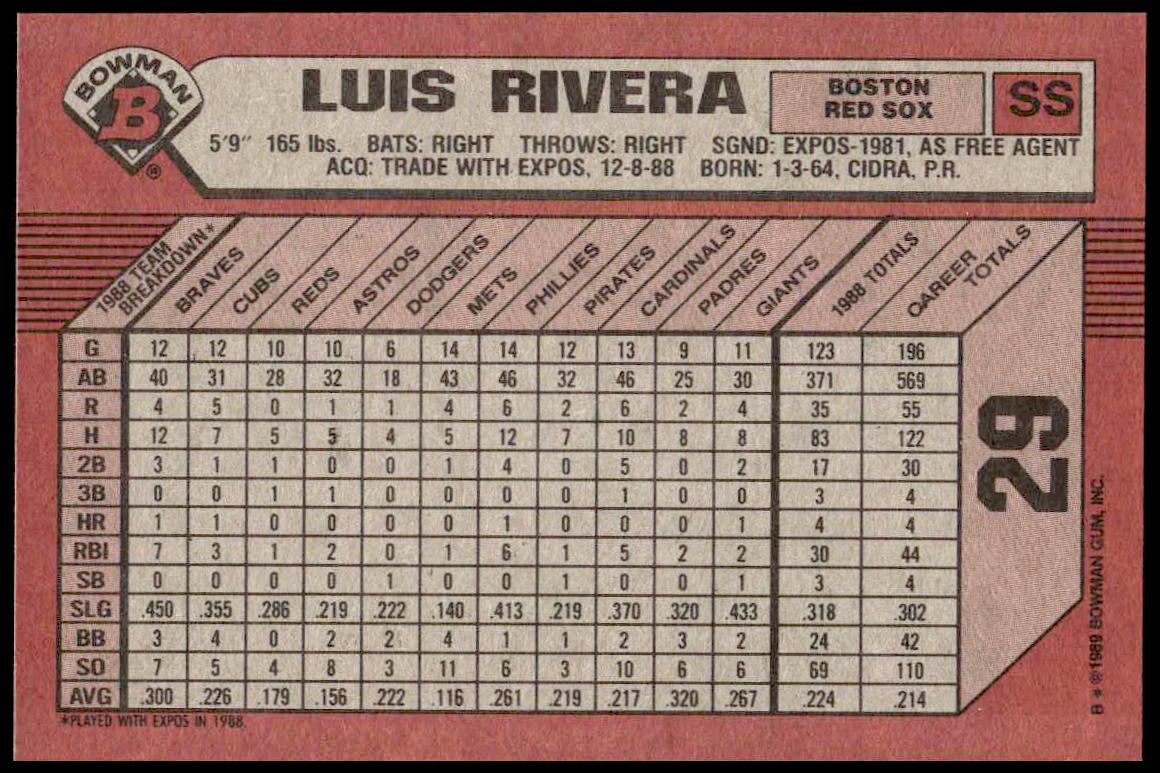 BOWMAN
B
®
LUIS RIVERA
BOSTON
RED SOX
SS
5'9" 165 lbs. BATS: RIGHT THROWS: RIGHT SGND: EXPOS-1981, AS FREE AGENT
ACQ: TRADE WITH EXPOS, 12-8-88 BORN: 1-3-64, CIDRA, P.R.
1988 TEAM BREAKDOWN* BRAVES CUBS REDS ASTROS DODGERS METS PHILLIES PIRATES CARDINALS PADRES GIANTS 1988 TOTALS CAREER TOTALS
G 12 12 10 10 6 14 14 12 13 9 11 123 196
AB 40 31 28 32 18 43 46 32 46 25 30 371 569
R 4 5 0 1 1 4 6 2 6 2 4 35 55
H 12 7 5 5 4 5 12 7 10 8 8 83 122
2B 3 1 1 0 0 1 4 0 5 0 2 17 30
3B 0 0 1 1 0 0 0 0 1 0 0 3 4
HR 1 1 0 0 0 0 1 0 0 0 1 4 4
RBI 7 3 1 2 0 1 6 1 5 2 2 30 44
SB 0 0 0 0 1 0 0 1 0 0 1 3 4
SLG .450 .355 .286 .219 .222 .140 .413 .219 .370 .320 .433 .318 .302
BB 3 4 0 2 2 4 1 1 2 3 2 24 42
SO 7 5 4 8 3 11 6 3 10 6 6 69 110
AVG .300 .226 .179 .156 .222 .116 .261 .219 .217 .320 .267 .224 .214
*PLAYED WITH EXPOS IN 1988.
29
B * ©1989 BOWMAN GUM, INC.